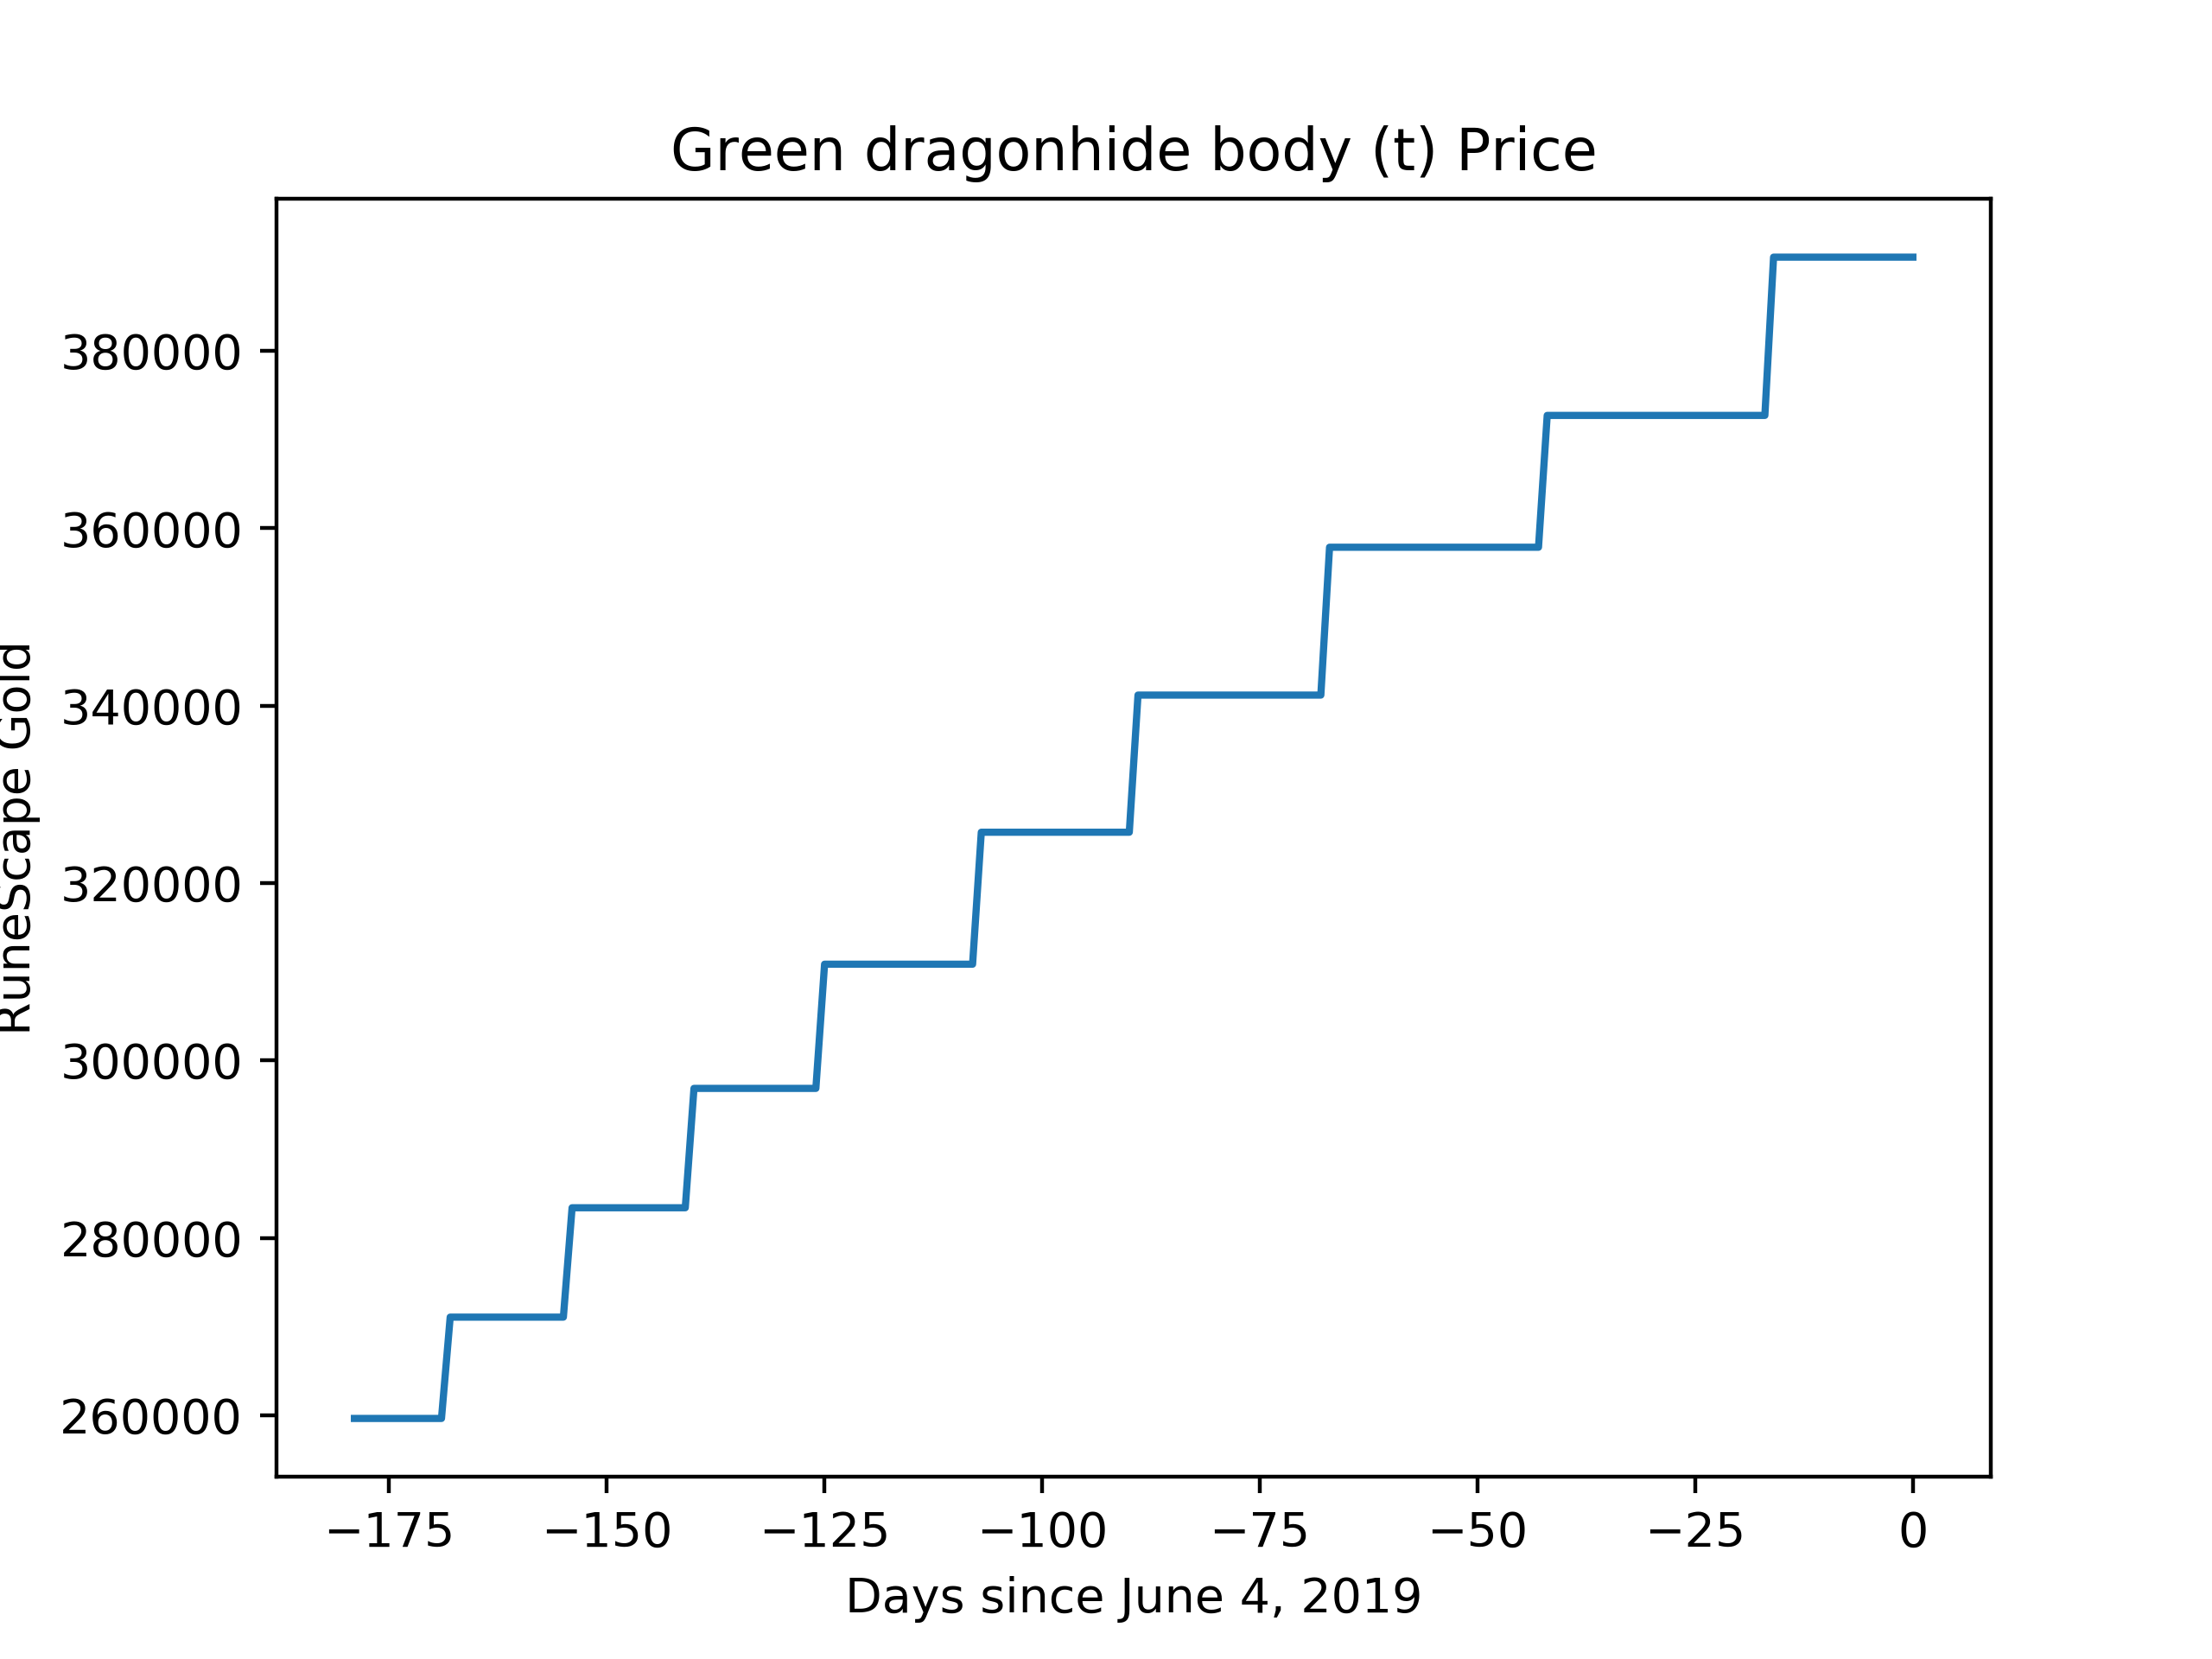 Green dragonhide body (t) Price
RuneScape Gold
380000
360000
340000
320000
300000
280000
260000
−175 −150 −125 −100 −75 −50 −25 0
Days since June 4, 2019